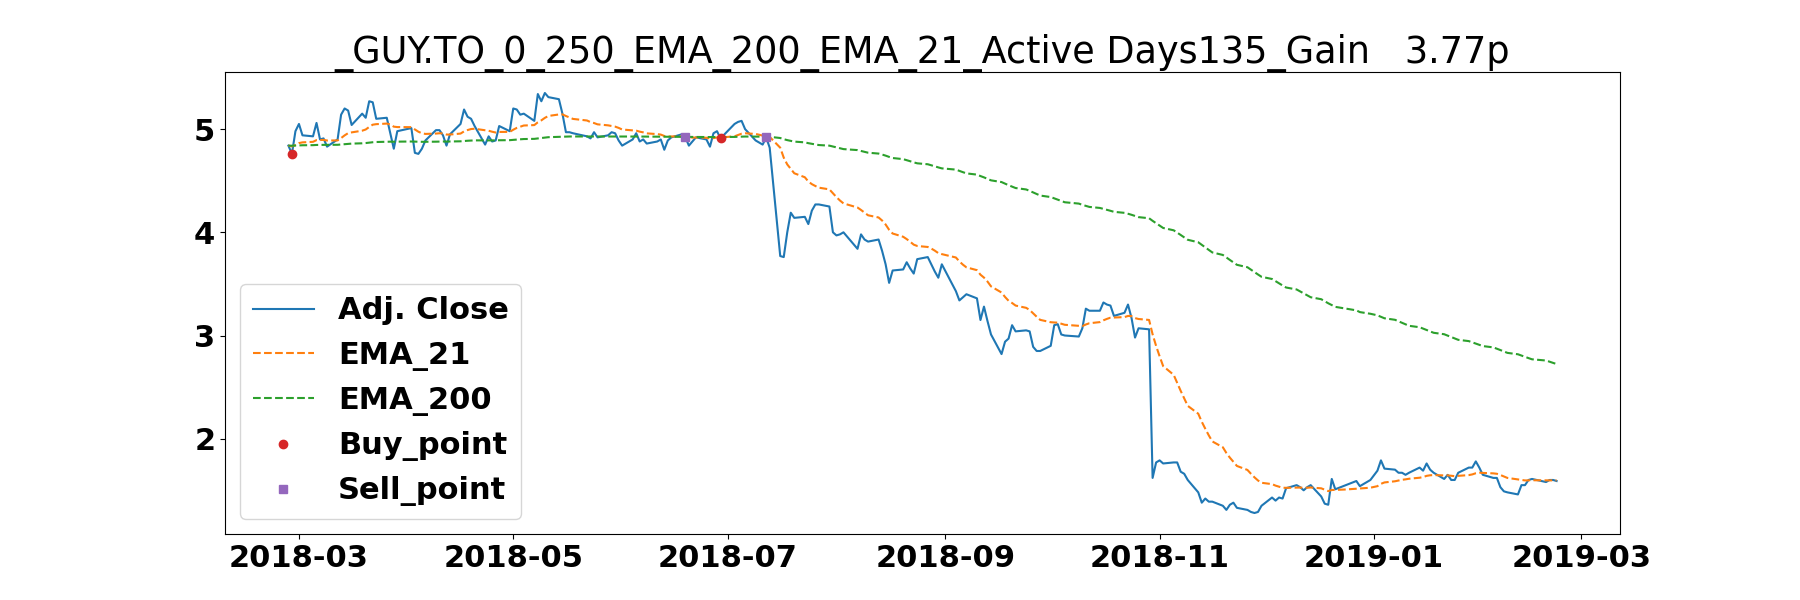 _GUY.TO_0_250_EMA_200_EMA_21_Active Days135_Gain   3.77p
5
4
3
2
Adj. Close
EMA_21
EMA_200
Buy_point
Sell_point
2018-03 2018-05 2018-07 2018-09 2018-11 2019-01 2019-03